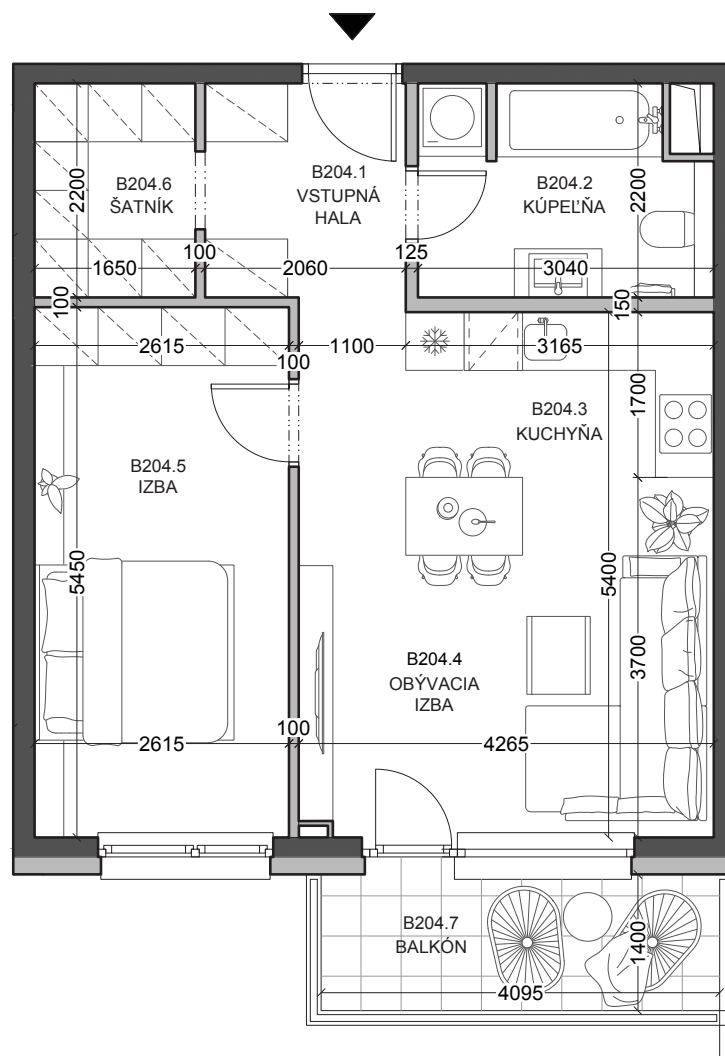 B204.1
VSTUPNÁ
HALA
B204.6
ŠATNÍK
B204.2
KÚPEĽŇA
2200
2200
100
125
1650
2060
3040
100
150
2615
100
1100
3165
B204.3
KUCHYŇA
1700
B204.5
IZBA
5450
5400
3700
B204.4
OBÝVACIA
IZBA
100
2615
4265
B204.7
BALKÓN
1400
4095